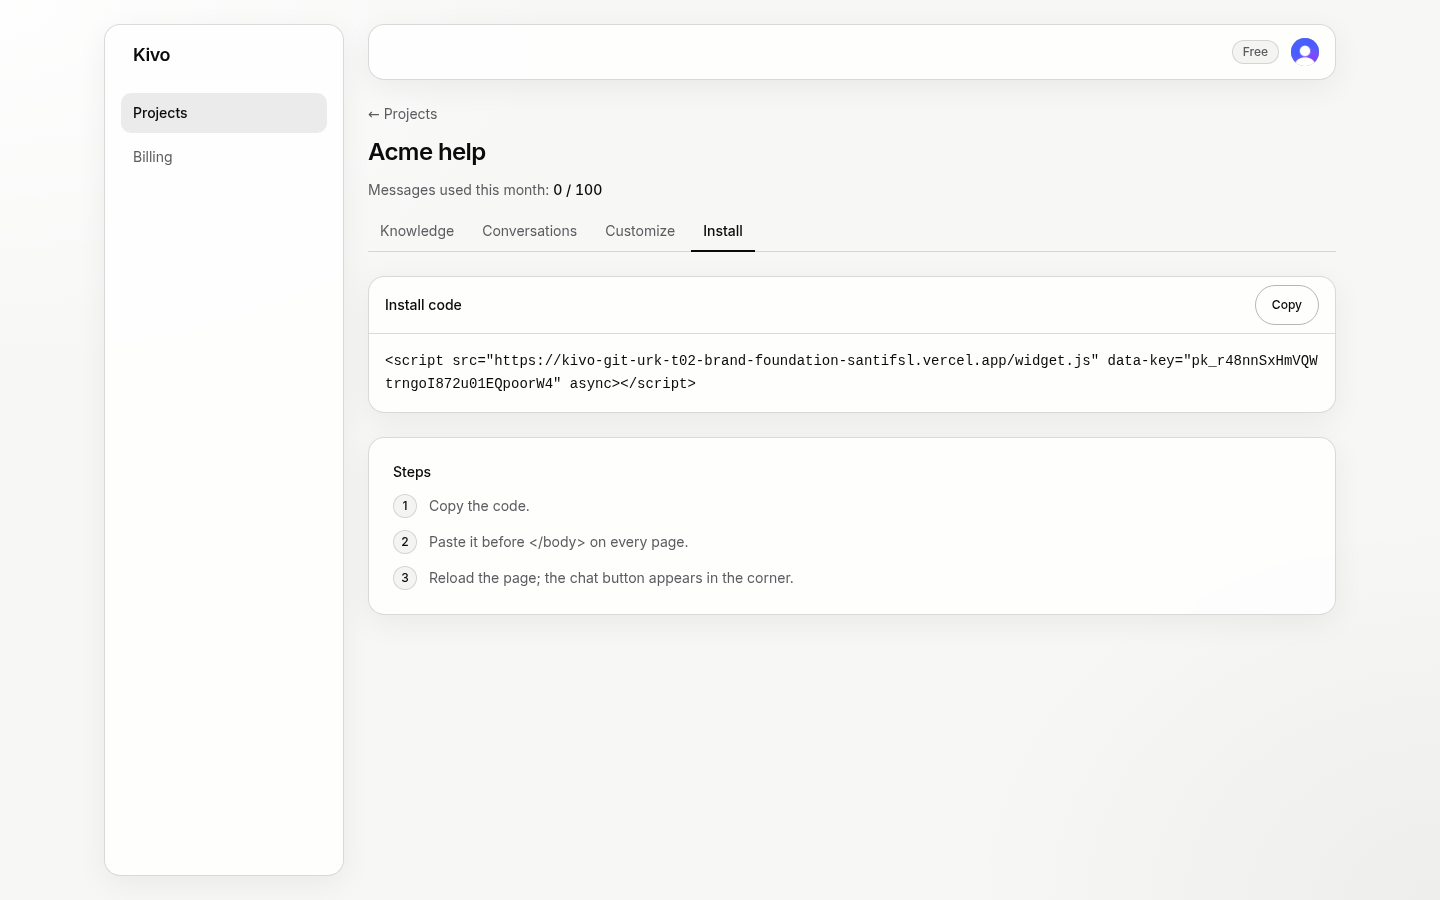 Kivo
Projects
Billing
Free
← Projects
Acme help
Messages used this month: 0 / 100
Knowledge Conversations Customize Install
Install code
Copy
<script src="https://kivo-git-urk-t02-brand-foundation-santifsl.vercel.app/widget.js" data-key="pk_r48nnSxHmVQW
trngoI872u01EQpoorW4" async></script>
Steps
1 Copy the code.
2 Paste it before </body> on every page.
3 Reload the page; the chat button appears in the corner.